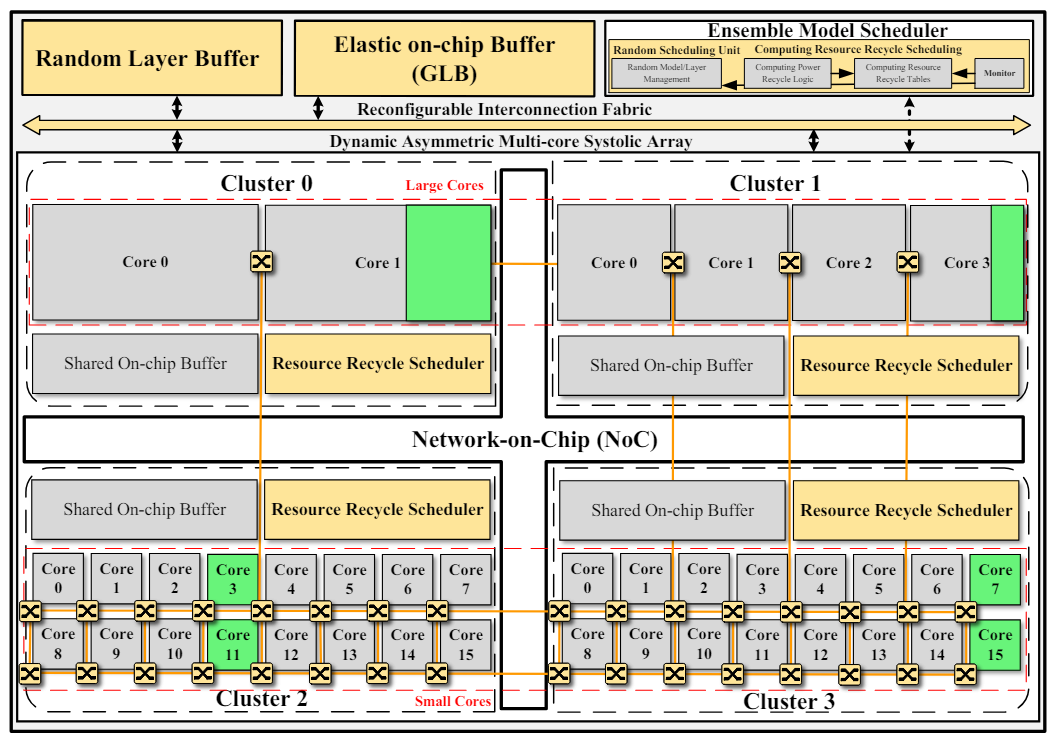 Random Layer Buffer
Elastic on-chip Buffer
(GLB)
Ensemble Model Scheduler
Random Scheduling Unit
Computing Resource Recycle Scheduling
Random Model/Layer
Management
Computing Power
Recycle Logic
Computing Resource
Recycle Tables
Monitor
Reconfigurable Interconnection Fabric
Dynamic Asymmetric Multi-core Systolic Array
Cluster 0
Large Cores
Core 0
Core 1
Shared On-chip Buffer
Resource Recycle Scheduler
Cluster 1
Core 0
Core 1
Core 2
Core 3
Shared On-chip Buffer
Resource Recycle Scheduler
Network-on-Chip (NoC)
Shared On-chip Buffer
Resource Recycle Scheduler
Core
0
Core
1
Core
2
Core
3
Core
4
Core
5
Core
6
Core
7
Core
8
Core
9
Core
10
Core
11
Core
12
Core
13
Core
14
Core
15
Cluster 2
Small Cores
Shared On-chip Buffer
Resource Recycle Scheduler
Core
0
Core
1
Core
2
Core
3
Core
4
Core
5
Core
6
Core
7
Core
8
Core
9
Core
10
Core
11
Core
12
Core
13
Core
14
Core
15
Cluster 3